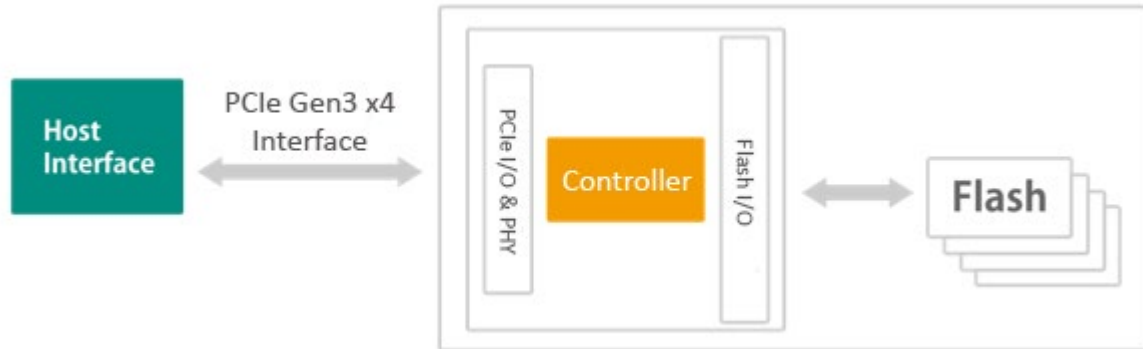 Host
Interface
PCIe Gen3 x4
Interface
PCIe I/O & PHY
Controller
Flash I/O
Flash